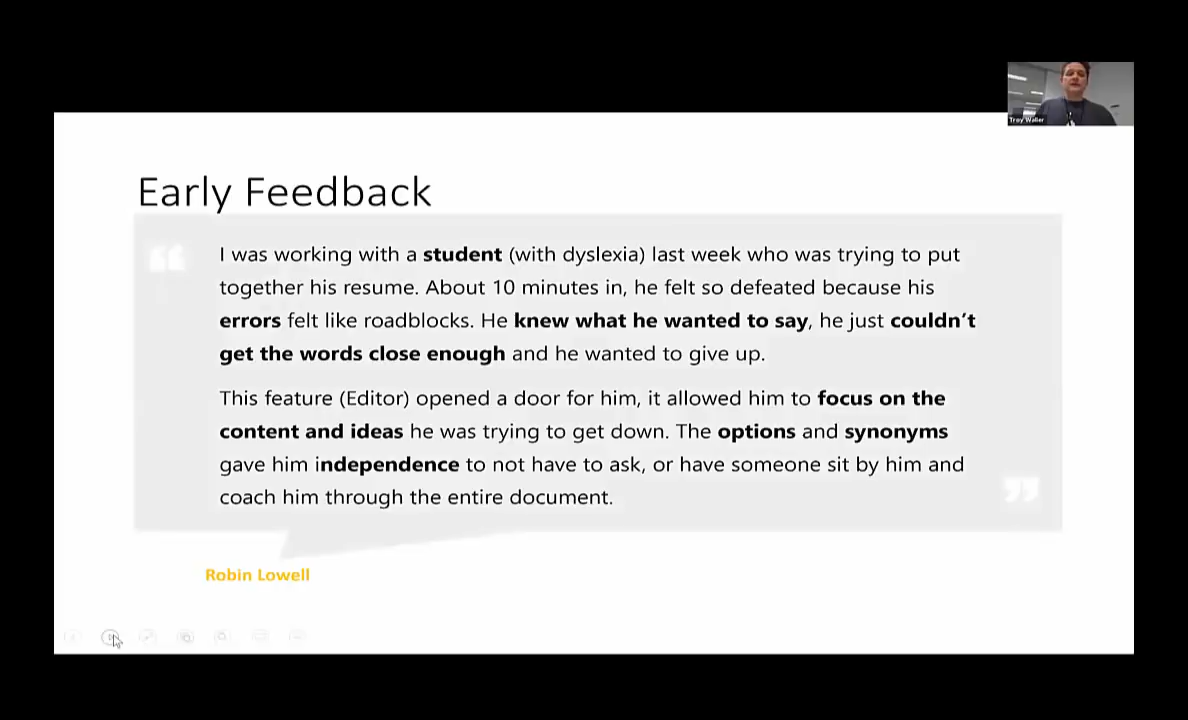 Troy Waller
Early Feedback
“
I was working with a student (with dyslexia) last week who was trying to put
together his resume. About 10 minutes in, he felt so defeated because his
errors felt like roadblocks. He knew what he wanted to say, he just couldn’t
get the words close enough and he wanted to give up.
This feature (Editor) opened a door for him, it allowed him to focus on the
content and ideas he was trying to get down. The options and synonyms
gave him independence to not have to ask, or have someone sit by him and
coach him through the entire document.
”
Robin Lowell